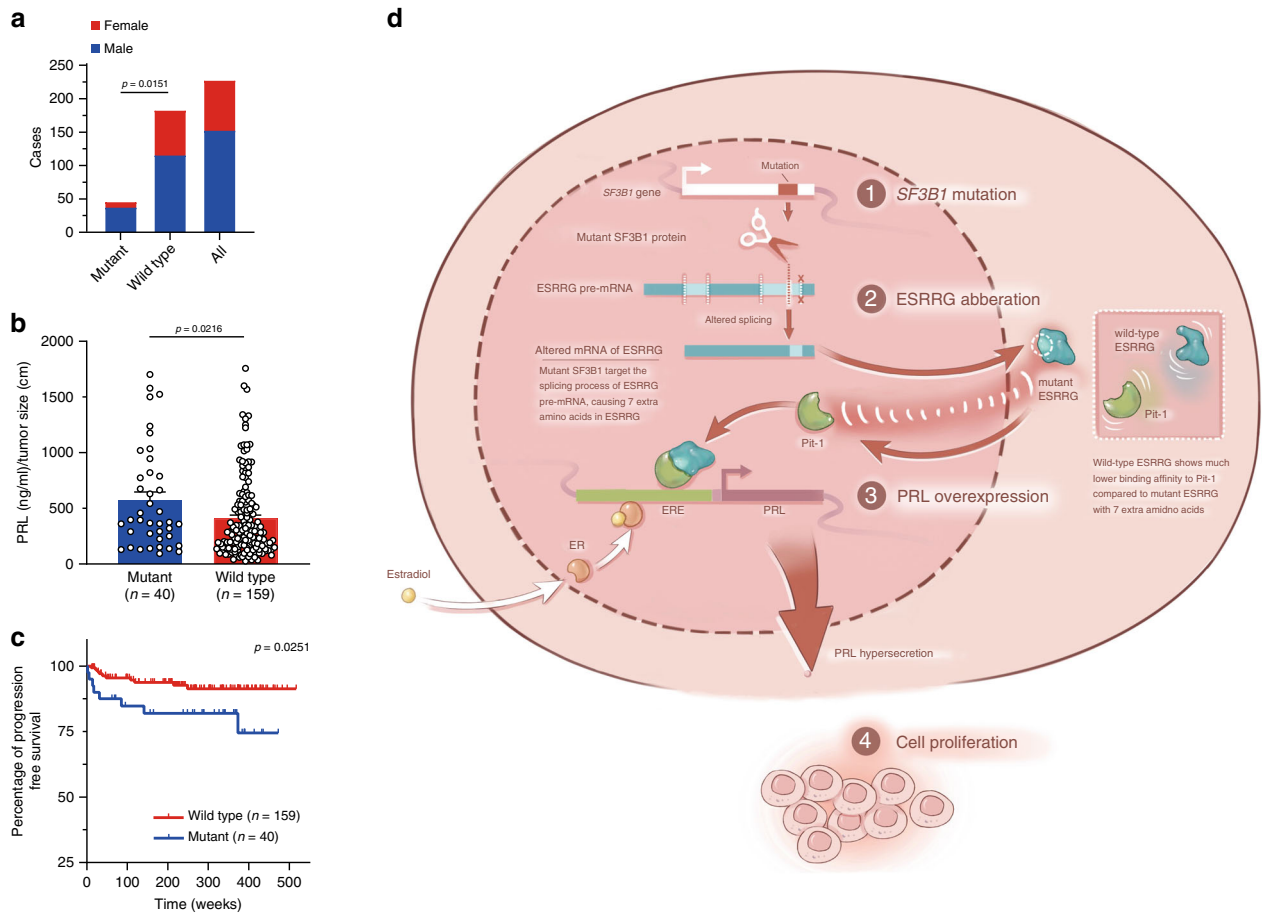 a
Female
Male
250
200
150
100
50
0
Cases
p = 0.0151
Mutant
Wild type
All
b
p = 0.0216
2000
1500
1000
500
0
PRL (ng/ml)/tumor size (cm)
Mutant
(n = 40)
Wild type
(n = 159)
c
p = 0.0251
100
75
50
25
Percentage of progression
free survival
Wild type (n = 159)
Mutant (n = 40)
0 100 200 300 400 500
Time (weeks)
d
Mutation
SF3B1 gene
1 SF3B1 mutation
Mutant SF3B1 protein
ESRRG pre-mRNA
x
x
2 ESRRG abberation
Altered splicing
Altered mRNA of ESRRG
Mutant SF3B1 target the
splicing process of ESRRG
pre-mRNA, causing 7 extra
amino acids in ESRRG
mutant
ESRRG
wild-type
ESRRG
Pit-1
Pit-1
Wild-type ESRRG shows much
lower binding affinity to Pit-1
compared to mutant ESRRG
with 7 extra amidno acids
3 PRL overexpression
ERE
PRL
ER
Estradiol
PRL hypersecretion
4 Cell proliferation